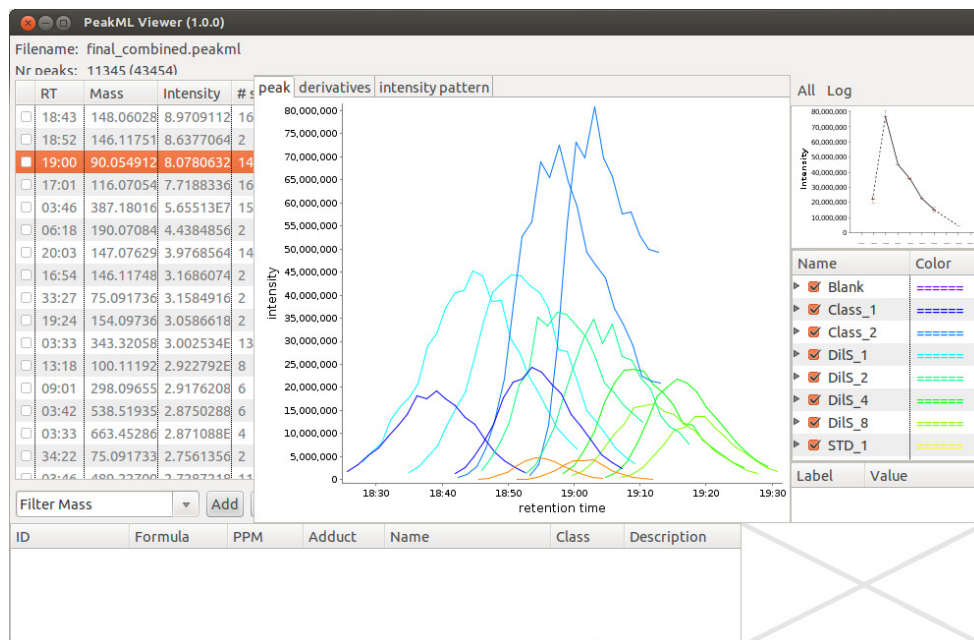 PeakML Viewer (1.0.0)
Filename: final_combined.peakml
Nr peaks: 11345 (43454)
RT Mass Intensity # s
18:43 148.06028 8.9709112 16
18:52 146.11751 8.6377064 2
19:00 90.054912 8.0780632 14
17:01 116.07054 7.7188336 16
03:46 387.18016 5.65513E7 15
06:18 190.07084 4.4384856 2
20:03 147.07629 3.9768564 14
16:54 146.11748 3.1686074 2
33:27 75.091736 3.1584916 2
19:24 154.09736 3.0586618 2
03:33 343.32058 3.002534E 13
13:18 100.11192 2.922792E 8
09:01 298.09655 2.9176208 6
03:42 538.51935 2.8750288 6
03:33 663.45286 2.871088E 4
34:22 75.091733 2.7561356 2
03:46 489.22700 2.7287218 11
Filter Mass Add
peak derivatives intensity pattern
80,000,000
75,000,000
70,000,000
65,000,000
60,000,000
55,000,000
50,000,000
45,000,000
40,000,000
35,000,000
30,000,000
25,000,000
20,000,000
15,000,000
10,000,000
5,000,000
0
intensity
18:30 18:40 18:50 19:00 19:10 19:20 19:30
retention time
All Log
80,000,000
70,000,000
60,000,000
50,000,000
40,000,000
30,000,000
20,000,000
10,000,000
0
Intensity
Name Color
Blank ======
Class_1 ======
Class_2 ======
DilS_1 ======
DilS_2 ======
DilS_4 ======
DilS_8 ======
STD_1 ======
Label Value
ID Formula PPM Adduct Name Class Description